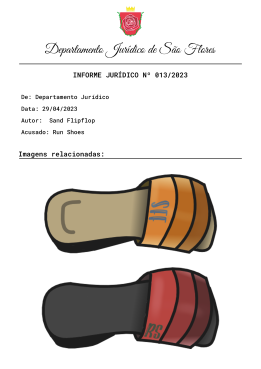 Departamento Jurídico de São Flores
INFORME JURÍDICO Nº 013/2023
De: Departamento Jurídico
Data: 29/04/2023
Autor: Sand Flipflop
Acusado: Run Shoes
Imagens relacionadas:
RS